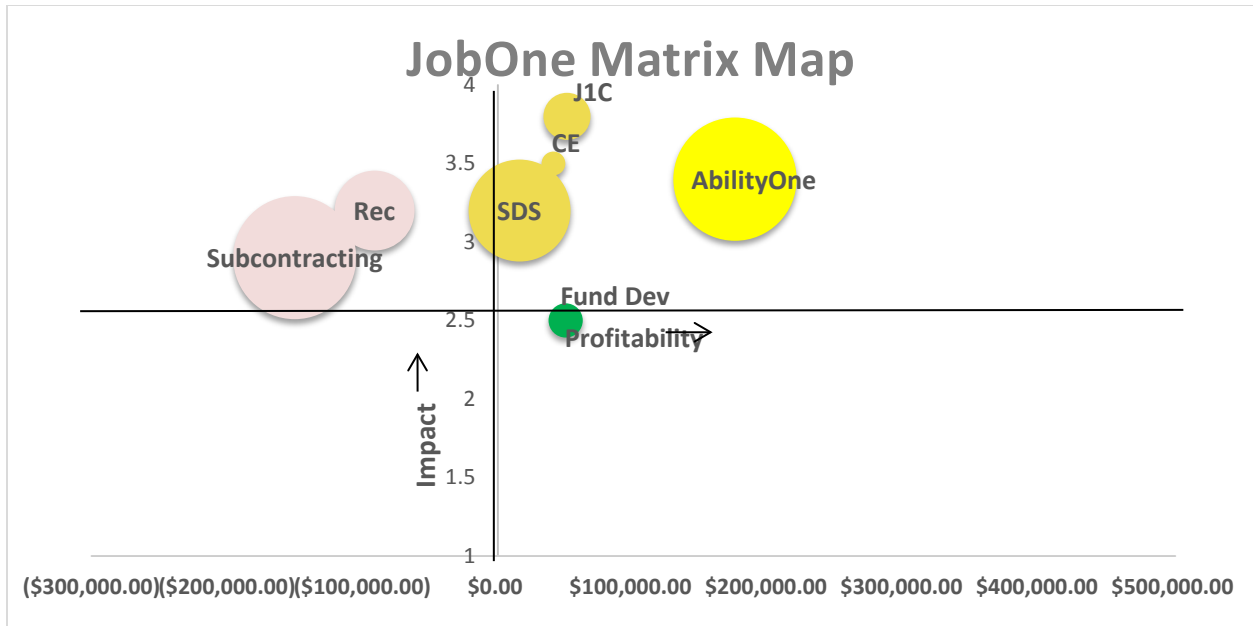 JobOne Matrix Map
4
J1C
CE
3.5
AbilityOne
Rec
SDS
3
Subcontracting
Fund Dev
2.5
Profitability
2
Impact
1.5
1
($300,000.00) ($200,000.00) ($100,000.00) $0.00 $100,000.00 $200,000.00 $300,000.00 $400,000.00 $500,000.00